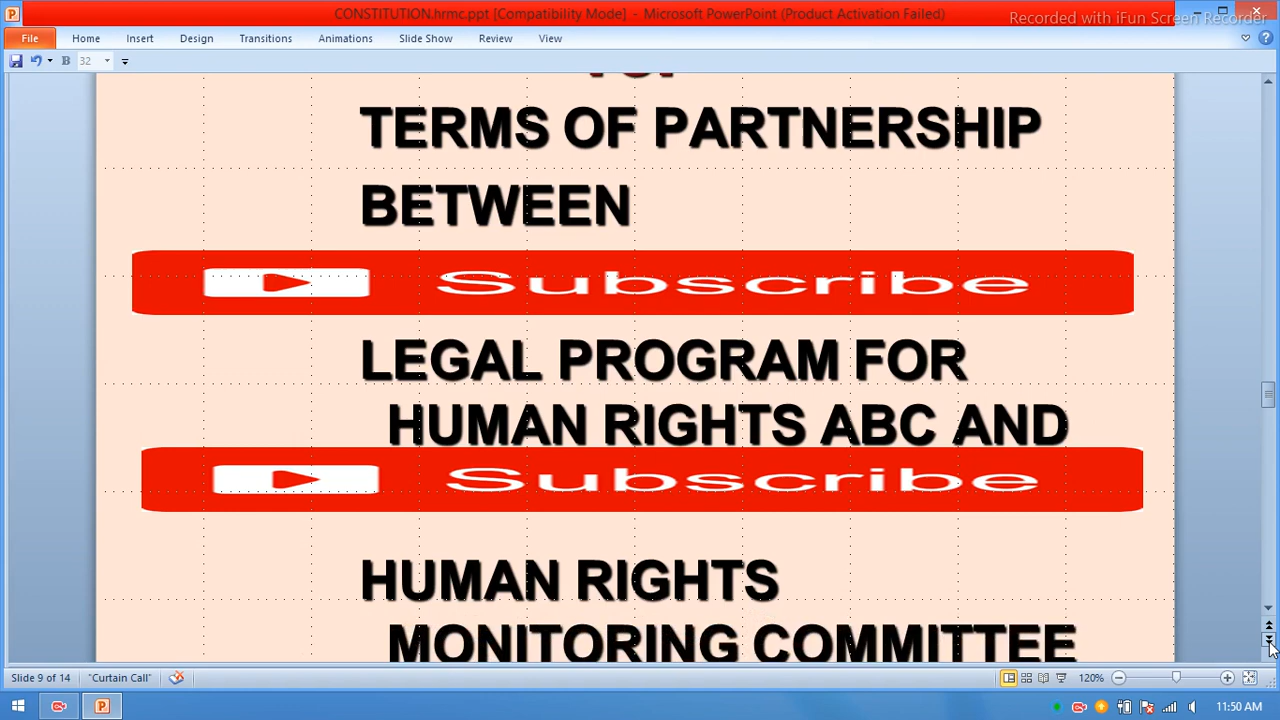 CONSTITUTION.hrmc.ppt [Compatibility Mode] - Microsoft PowerPoint (Product Activation Failed)
Recorded with iFun Screen Recorder
File Home Insert Design Transitions Animations Slide Show Review View
B 32
for
TERMS OF PARTNERSHIP
BETWEEN
Subscribe
LEGAL PROGRAM FOR
HUMAN RIGHTS ABC AND
Subscribe
HUMAN RIGHTS
MONITORING COMMITTEE
Slide 9 of 14 "Curtain Call" 120%
11:50 AM